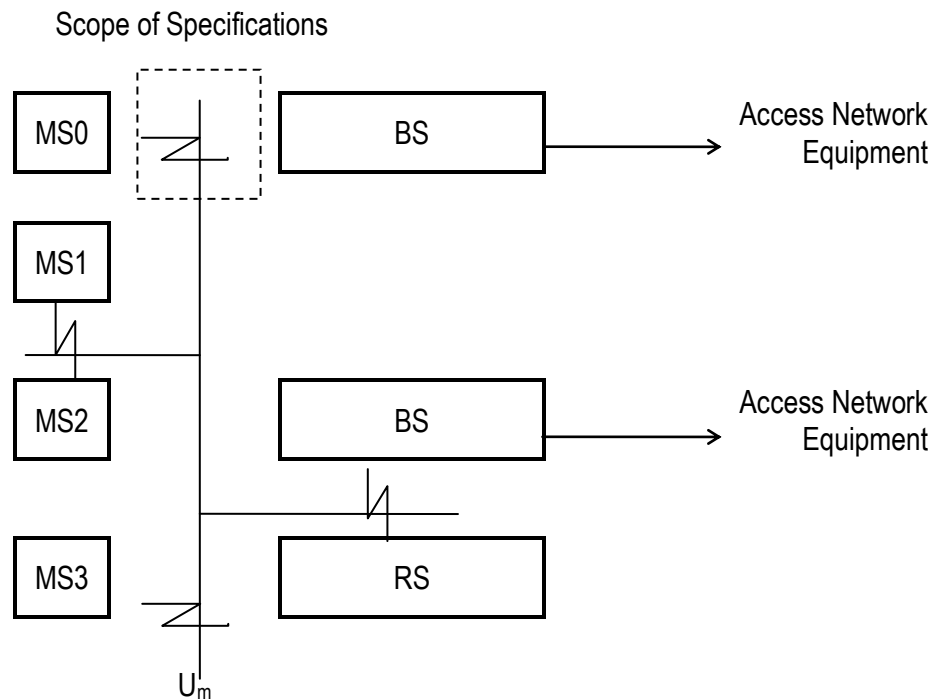 Scope of Specifications
MS0
BS
Access Network
Equipment
MS1
MS2
BS
Access Network
Equipment
MS3
RS
Um